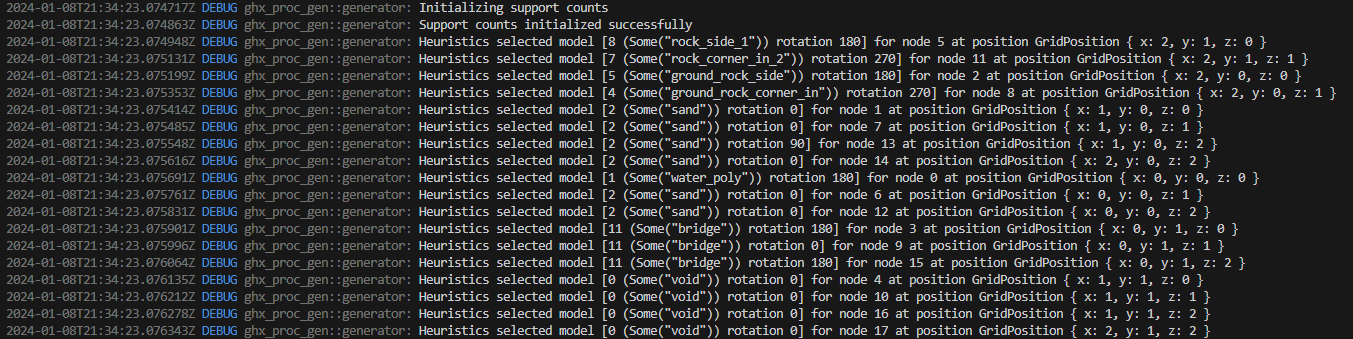 2024-01-08T21:34:23.074717Z DEBUG ghx_proc_gen::generator: Initializing support counts
2024-01-08T21:34:23.074863Z DEBUG ghx_proc_gen::generator: Support counts initialized successfully
2024-01-08T21:34:23.074948Z DEBUG ghx_proc_gen::generator: Heuristics selected model [8 (Some("rock_side_1")) rotation 180] for node 5 at position GridPosition { x: 2, y: 1, z: 0 }
2024-01-08T21:34:23.075131Z DEBUG ghx_proc_gen::generator: Heuristics selected model [7 (Some("rock_corner_in_2")) rotation 270] for node 11 at position GridPosition { x: 2, y: 1, z: 1 }
2024-01-08T21:34:23.075199Z DEBUG ghx_proc_gen::generator: Heuristics selected model [5 (Some("ground_rock_side")) rotation 180] for node 2 at position GridPosition { x: 2, y: 0, z: 0 }
2024-01-08T21:34:23.075353Z DEBUG ghx_proc_gen::generator: Heuristics selected model [4 (Some("ground_rock_corner_in")) rotation 270] for node 8 at position GridPosition { x: 2, y: 0, z: 1 }
2024-01-08T21:34:23.075414Z DEBUG ghx_proc_gen::generator: Heuristics selected model [2 (Some("sand")) rotation 0] for node 1 at position GridPosition { x: 1, y: 0, z: 0 }
2024-01-08T21:34:23.075485Z DEBUG ghx_proc_gen::generator: Heuristics selected model [2 (Some("sand")) rotation 0] for node 7 at position GridPosition { x: 1, y: 0, z: 1 }
2024-01-08T21:34:23.075548Z DEBUG ghx_proc_gen::generator: Heuristics selected model [2 (Some("sand")) rotation 90] for node 13 at position GridPosition { x: 1, y: 0, z: 2 }
2024-01-08T21:34:23.075616Z DEBUG ghx_proc_gen::generator: Heuristics selected model [2 (Some("sand")) rotation 0] for node 14 at position GridPosition { x: 2, y: 0, z: 2 }
2024-01-08T21:34:23.075691Z DEBUG ghx_proc_gen::generator: Heuristics selected model [1 (Some("water_poly")) rotation 180] for node 0 at position GridPosition { x: 0, y: 0, z: 0 }
2024-01-08T21:34:23.075761Z DEBUG ghx_proc_gen::generator: Heuristics selected model [2 (Some("sand")) rotation 0] for node 6 at position GridPosition { x: 0, y: 0, z: 1 }
2024-01-08T21:34:23.075831Z DEBUG ghx_proc_gen::generator: Heuristics selected model [2 (Some("sand")) rotation 0] for node 12 at position GridPosition { x: 0, y: 0, z: 2 }
2024-01-08T21:34:23.075901Z DEBUG ghx_proc_gen::generator: Heuristics selected model [11 (Some("bridge")) rotation 180] for node 3 at position GridPosition { x: 0, y: 1, z: 0 }
2024-01-08T21:34:23.075996Z DEBUG ghx_proc_gen::generator: Heuristics selected model [11 (Some("bridge")) rotation 0] for node 9 at position GridPosition { x: 0, y: 1, z: 1 }
2024-01-08T21:34:23.076064Z DEBUG ghx_proc_gen::generator: Heuristics selected model [11 (Some("bridge")) rotation 180] for node 15 at position GridPosition { x: 0, y: 1, z: 2 }
2024-01-08T21:34:23.076135Z DEBUG ghx_proc_gen::generator: Heuristics selected model [0 (Some("void")) rotation 0] for node 4 at position GridPosition { x: 1, y: 1, z: 0 }
2024-01-08T21:34:23.076212Z DEBUG ghx_proc_gen::generator: Heuristics selected model [0 (Some("void")) rotation 0] for node 10 at position GridPosition { x: 1, y: 1, z: 1 }
2024-01-08T21:34:23.076278Z DEBUG ghx_proc_gen::generator: Heuristics selected model [0 (Some("void")) rotation 0] for node 16 at position GridPosition { x: 1, y: 1, z: 2 }
2024-01-08T21:34:23.076343Z DEBUG ghx_proc_gen::generator: Heuristics selected model [0 (Some("void")) rotation 0] for node 17 at position GridPosition { x: 2, y: 1, z: 2 }